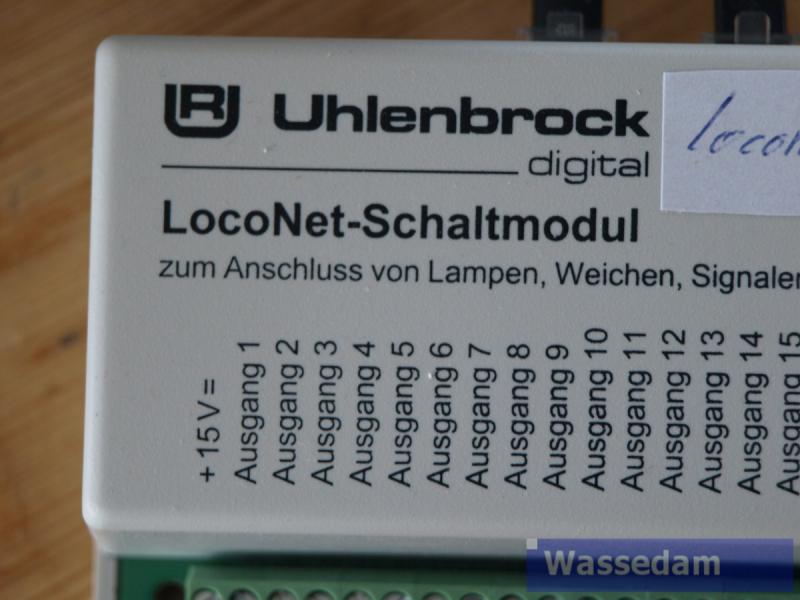 Uhlenbrock
digital
LocoNet-Schaltmodul
zum Anschluss von Lampen, Weichen, Signalen
+15V=
Ausgang 1
Ausgang 2
Ausgang 3
Ausgang 4
Ausgang 5
Ausgang 6
Ausgang 7
Ausgang 8
Ausgang 9
Ausgang 10
Ausgang 11
Ausgang 12
Ausgang 13
Ausgang 14
Ausgang 15
Wassedam